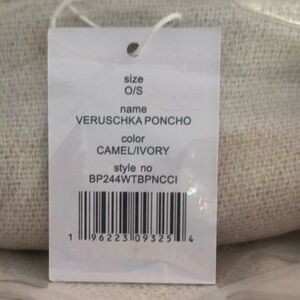 size
O/S
name
VERUSCHKA PONCHO
color
CAMEL/IVORY
style no
BP244WTBPNCCI
1 96223 09325 4